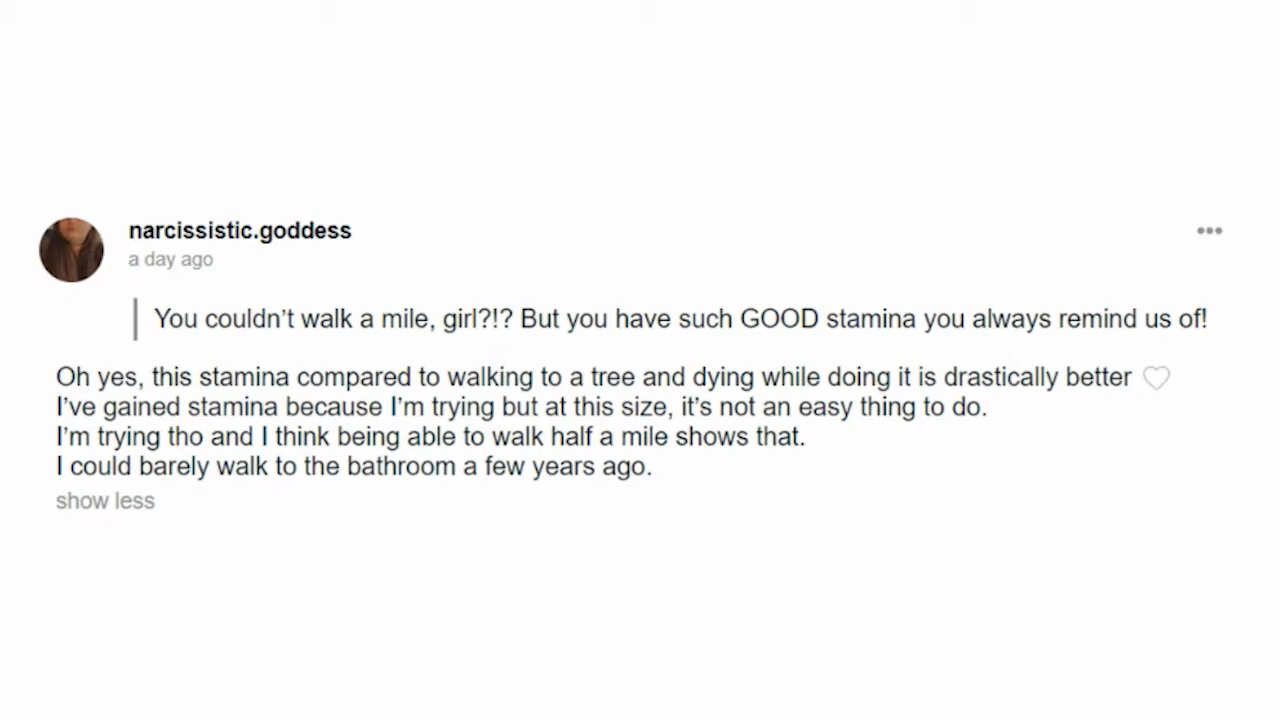 narcissistic.goddess
a day ago
You couldn’t walk a mile, girl?!? But you have such GOOD stamina you always remind us of!
Oh yes, this stamina compared to walking to a tree and dying while doing it is drastically better ♡
I’ve gained stamina because I’m trying but at this size, it’s not an easy thing to do.
I’m trying tho and I think being able to walk half a mile shows that.
I could barely walk to the bathroom a few years ago.
show less